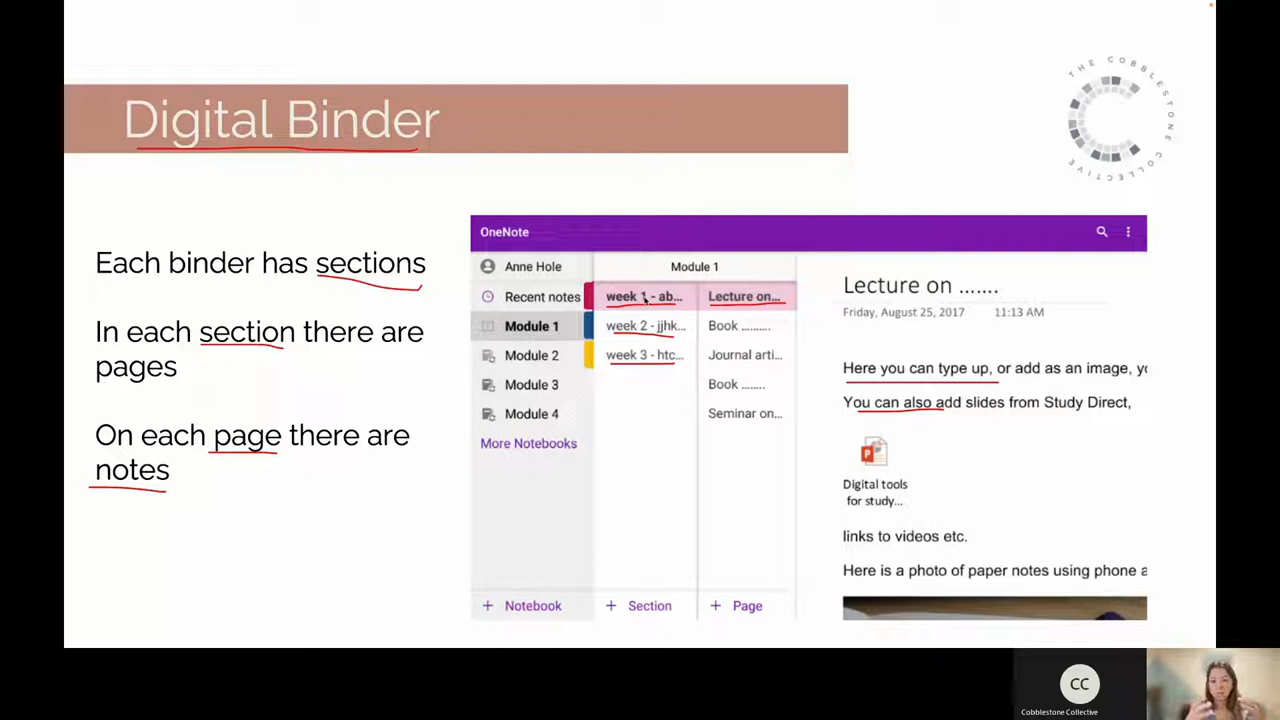 Digital Binder
THE COBBLESTONE COLLECTIVE
Each binder has sections
In each section there are
pages
On each page there are
notes
OneNote
Anne Hole
Module 1
Recent notes
week 1 - ab...
Lecture on...
Module 1
week 2 - jjhk...
Book ..........
Module 2
week 3 - htc...
Journal arti...
Module 3
Book ........
Module 4
Seminar on...
More Notebooks
+ Notebook
+ Section
+ Page
Lecture on .......
Friday, August 25, 2017 11:13 AM
Here you can type up, or add as an image, yo
You can also add slides from Study Direct,
P
Digital tools
for study...
links to videos etc.
Here is a photo of paper notes using phone a
CC
Cobblestone Collective